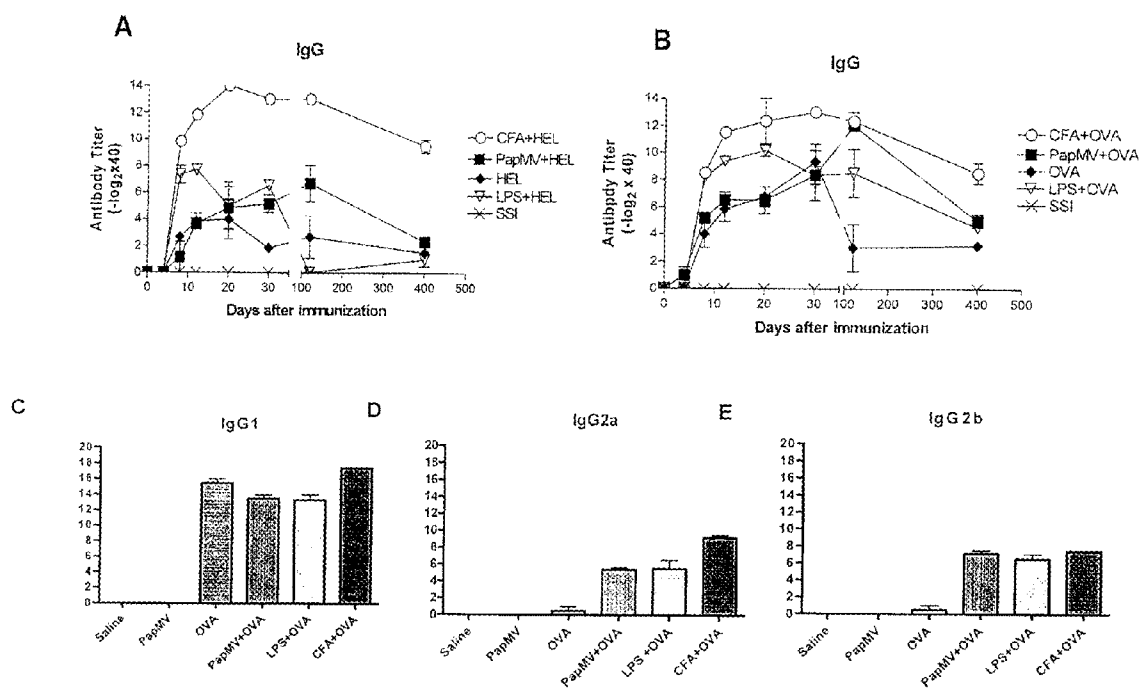 A
IgG
Antibody Titer
(-log2x40)
14
12
10
8
6
4
2
0
0 10 20 30 100 200 300 400 500
Days after immunization
CFA+HEL
PapMV+HEL
HEL
LPS+HEL
SSI
B
IgG
Antibody Titer
(-log2 x 40)
14
12
10
8
6
4
2
0
0 10 20 30 100 200 300 400 500
Days after immunization
CFA+OVA
PapMV+OVA
OVA
LPS+OVA
SSI
C
IgG1
20
18
16
14
12
10
8
6
4
2
0
Saline PapMV OVA PapMV+OVA LPS+OVA CFA+OVA
D
IgG2a
20
18
16
14
12
10
8
6
4
2
0
Saline PapMV OVA PapMV+OVA LPS+OVA CFA+OVA
E
IgG2b
20
18
16
14
12
10
8
6
4
2
0
Saline PapMV OVA PapMV+OVA LPS+OVA CFA+OVA